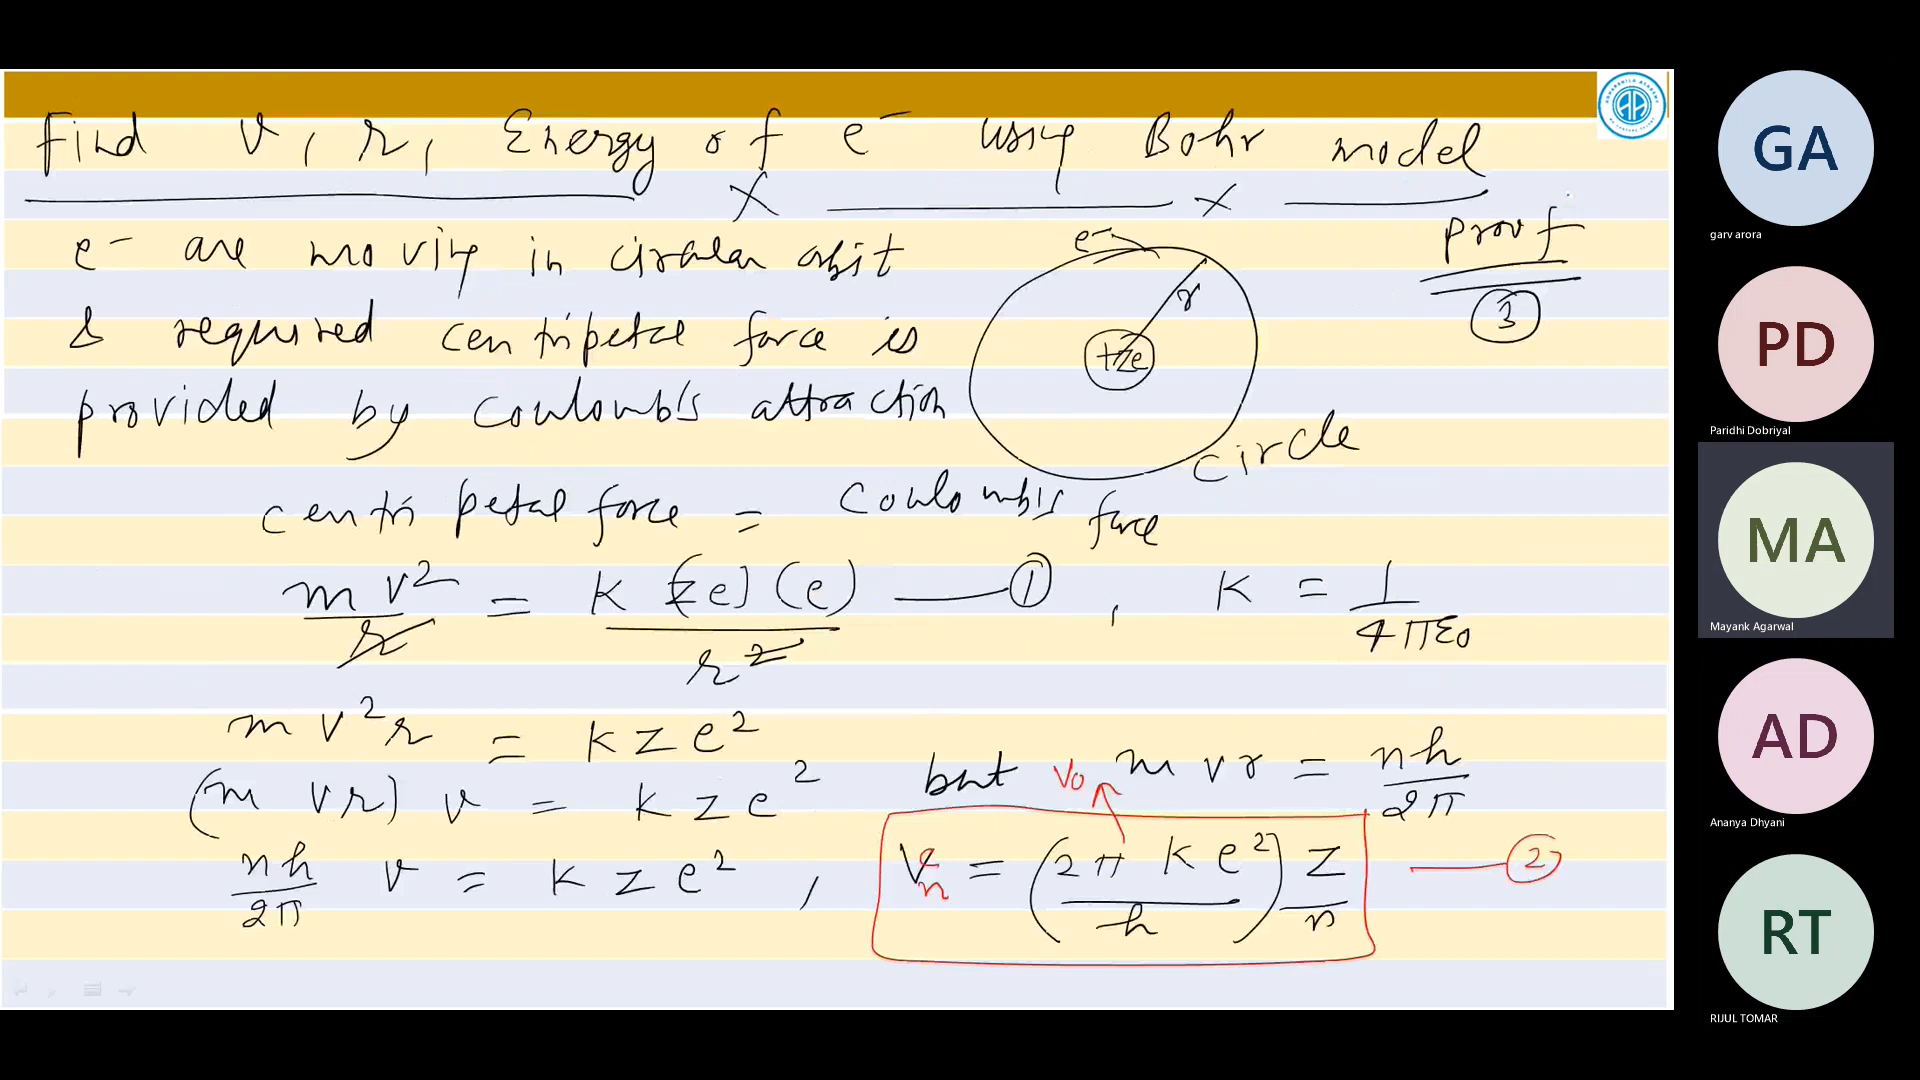 Find v, r, Energy of e⁻ using Bohr model
Proof
3
e⁻ are moving in circular orbit
& required centripetal force is
provided by Coulomb's attraction
e⁻
r
+Ze
circle
centripetal force = Coulomb's force
mv²/r = k (Ze) (e)/r² —— ① , k = 1/4πε₀
mv²r = kze²
(mvr) v = kze² but mvr = nh/2π
nh/2π v = kze² , Vn = (2πke²/h) Z/n —— ②
V₀
GA
garv arora
PD
Paridhi Dobriyal
MA
Mayank Agarwal
AD
Ananya Dhyani
RT
RIJUL TOMAR